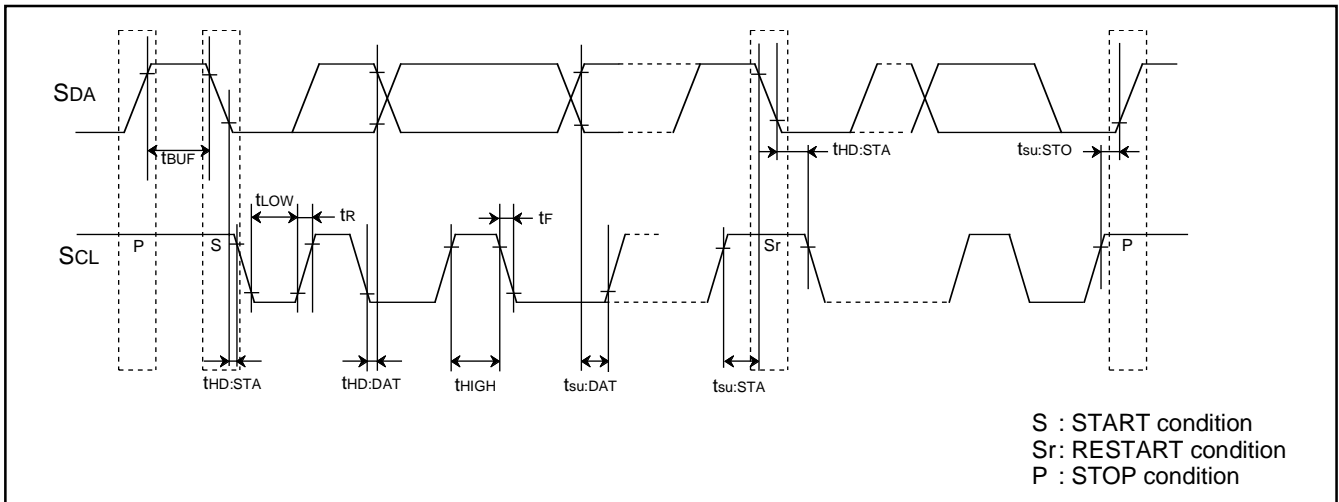 SDA
tBUF
tHD:STA
tsu:STO
tLOW
tR
tF
SCL
P
S
Sr
P
tHD:STA
tHD:DAT
tHIGH
tsu:DAT
tsu:STA
S : START condition
Sr: RESTART condition
P : STOP condition